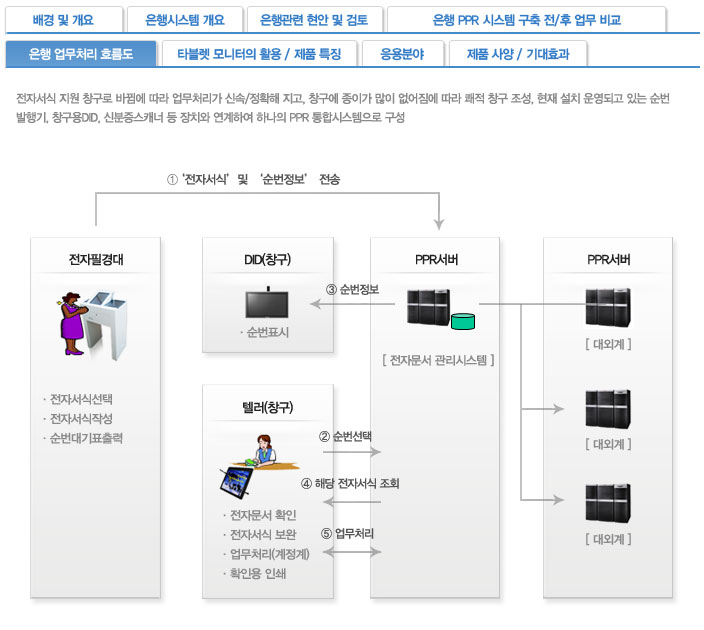 배경 및 개요
은행시스템 개요
은행관련 현안 및 검토
은행 PPR 시스템 구축 전/후 업무 비교
은행 업무처리 흐름도
타블렛 모니터의 활용 / 제품 특징
응용분야
제품 사양 / 기대효과
전자서식 지원 창구로 바뀜에 따라 업무처리가 신속/정확해 지고, 창구에 종이가 많이 없어짐에 따라 쾌적 창구 조성, 현재 설치 운영되고 있는 순번
발행기, 창구용DID, 신분증스캐너 등 장치와 연계하여 하나의 PPR 통합시스템으로 구성
① '전자서식' 및 '순번정보' 전송
전자필경대
· 전자서식선택
· 전자서식작성
· 순번대기표출력
DID(창구)
· 순번표시
③ 순번정보
PPR서버
[ 전자문서 관리시스템 ]
PPR서버
[ 대외계 ]
[ 대외계 ]
[ 대외계 ]
텔러(창구)
② 순번선택
④ 해당 전자서식 조회
⑤ 업무처리
· 전자문서 확인
· 전자서식 보완
· 업무처리(계정계)
· 확인용 인쇄